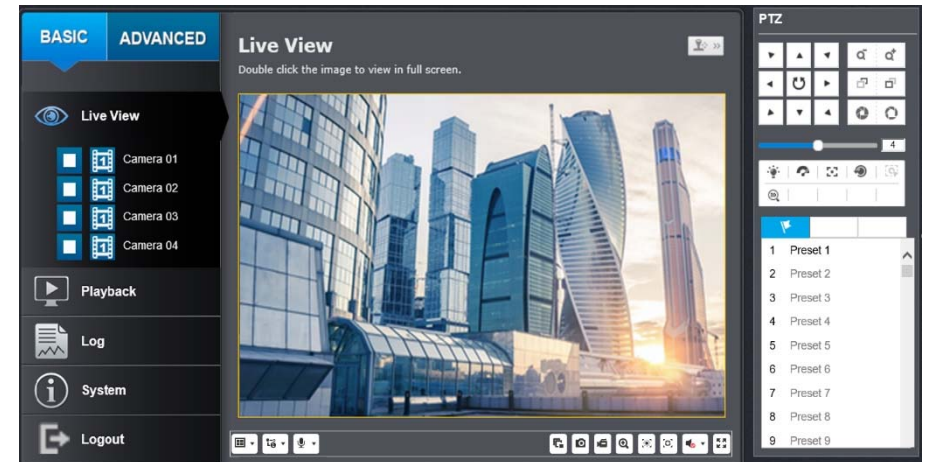 BASIC
ADVANCED
Live View
Camera 01
Camera 02
Camera 03
Camera 04
Playback
Log
System
Logout
Live View
Double click the image to view in full screen.
PTZ
4
1 Preset 1
2 Preset 2
3 Preset 3
4 Preset 4
5 Preset 5
6 Preset 6
7 Preset 7
8 Preset 8
9 Preset 9